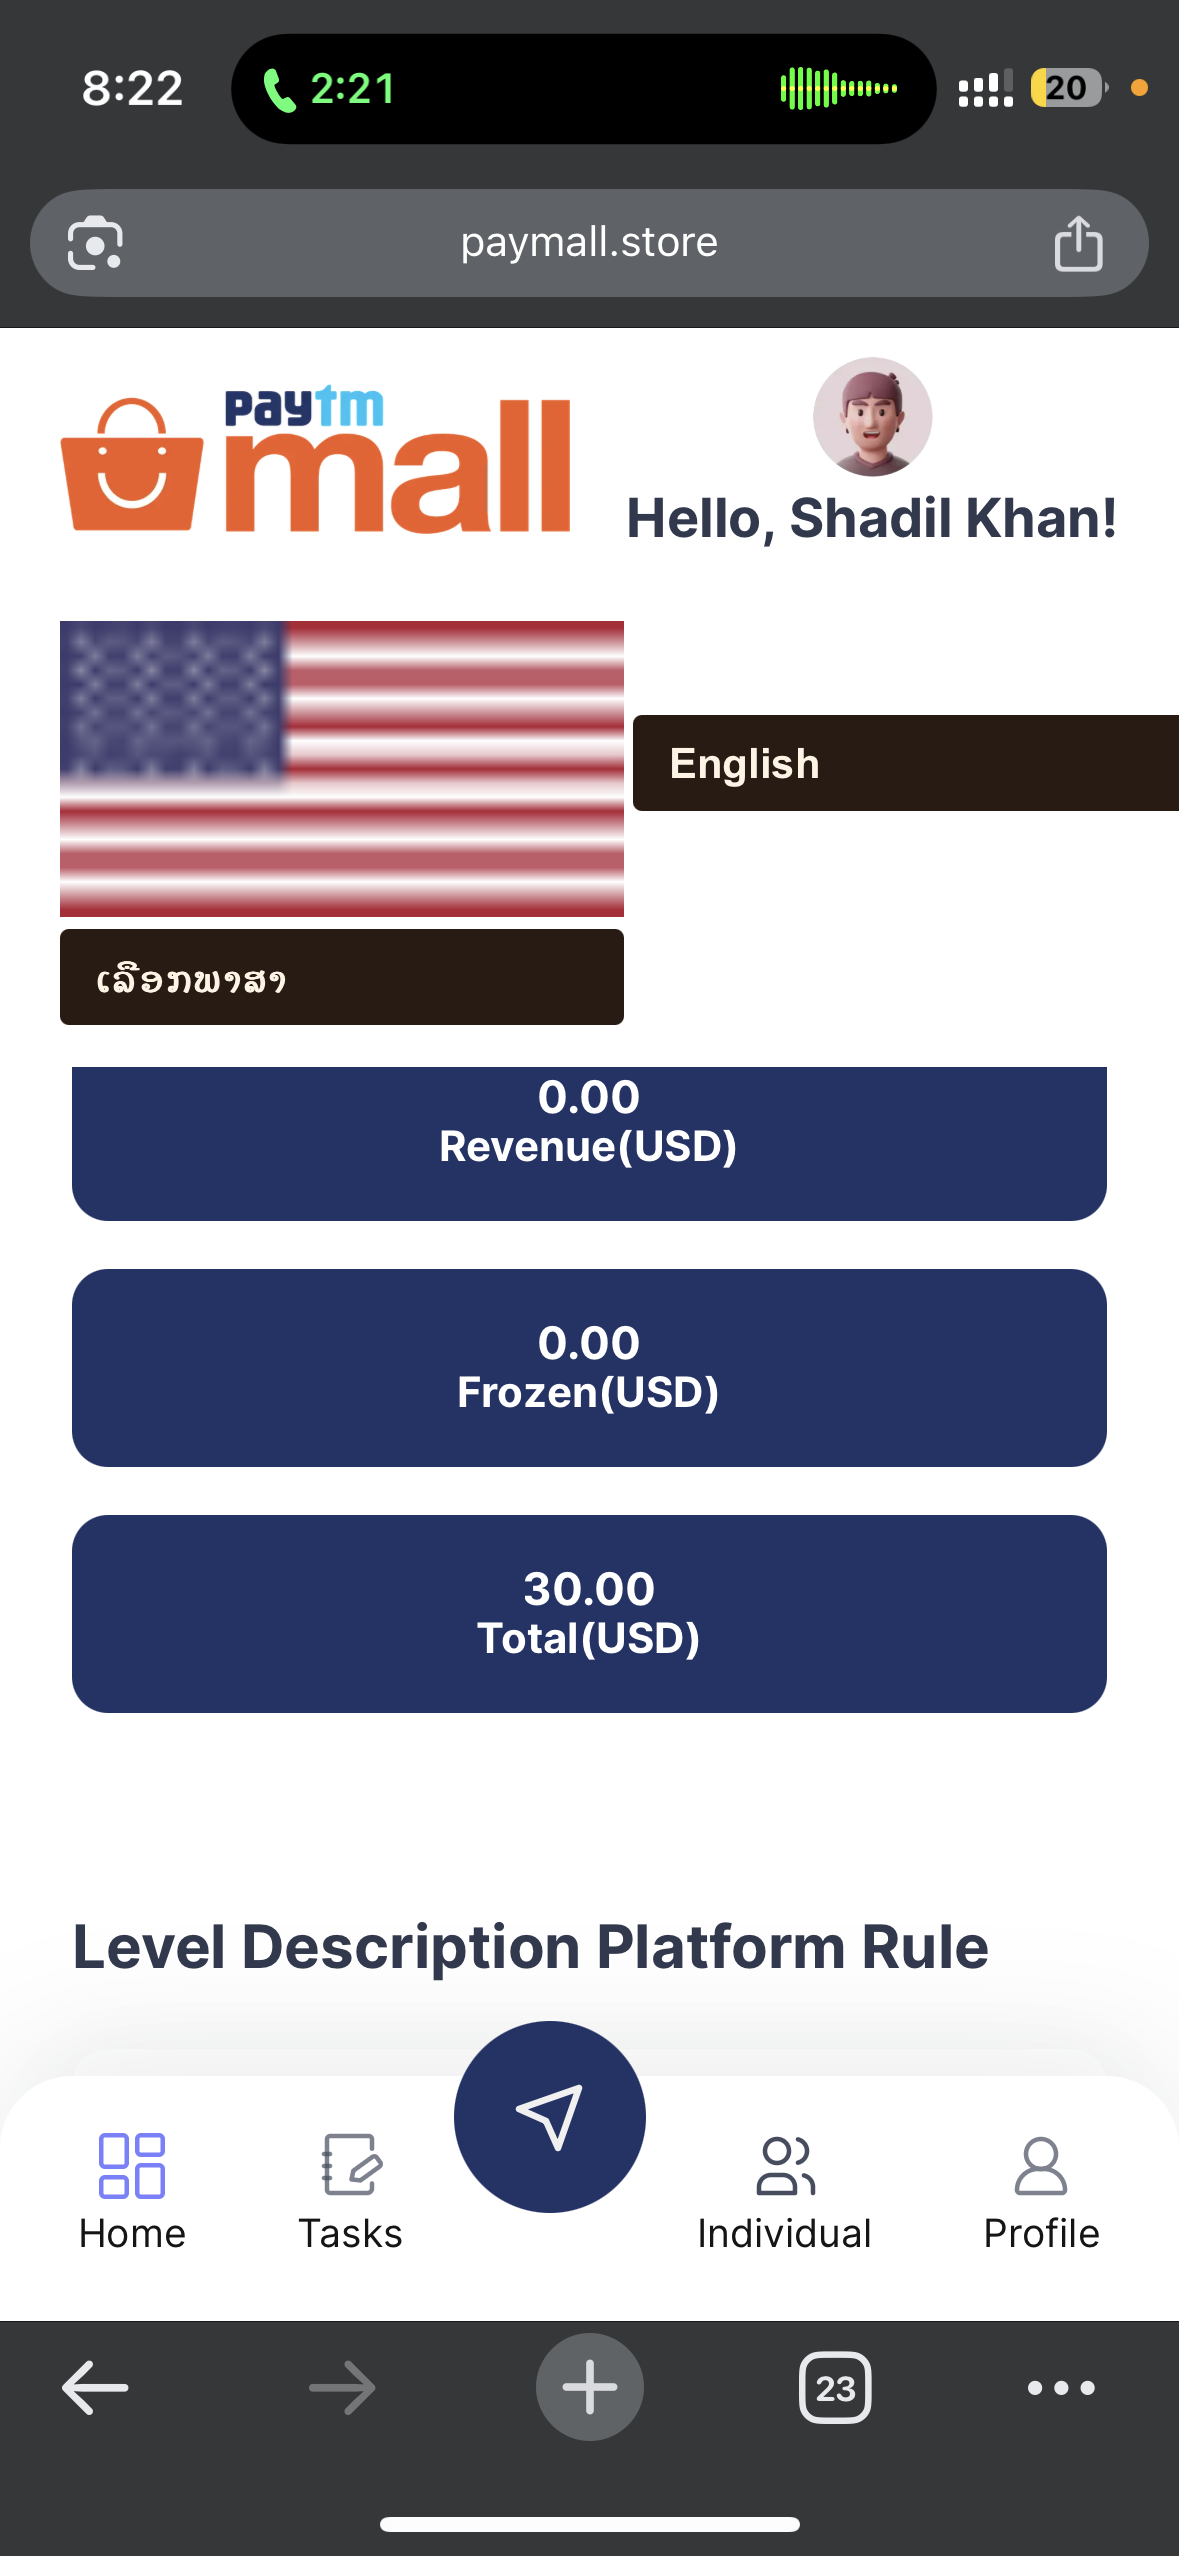 8:22
2:21
20
paymall.store
paytm
mall
Hello, Shadil Khan!
English
ເລືອກພາສາ
0.00
Revenue(USD)
0.00
Frozen(USD)
30.00
Total(USD)
Level Description Platform Rule
Home
Tasks
Individual
Profile
23